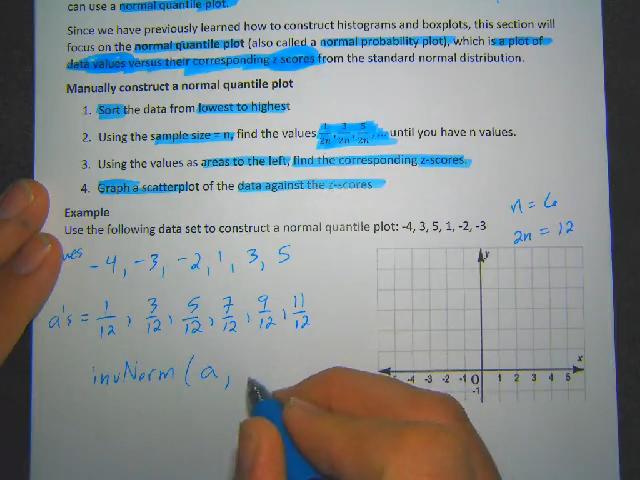 can use a normal quantile plot.
Since we have previously learned how to construct histograms and boxplots, this section will
focus on the normal quantile plot (also called a normal probability plot), which is a plot of
data values versus their corresponding z-scores from the standard normal distribution.
Manually construct a normal quantile plot
1. Sort the data from lowest to highest
2. Using the sample size = n, find the values 1/2n, 3/2n, 5/2n, ... until you have n values.
3. Using the values as areas to the left, find the corresponding z-scores.
4. Graph a scatterplot of the data against the z-scores
Example
n = 6
Use the following data set to construct a normal quantile plot: -4, 3, 5, 1, -2, -3
2n = 12
-4, -3, -2, 1, 3, 5
y
a's = 1/12, 3/12, 5/12, 7/12, 9/12, 11/12
x
invNorm(a,
-4 -3 -2 -1 O 1 2 3 4 5
-1